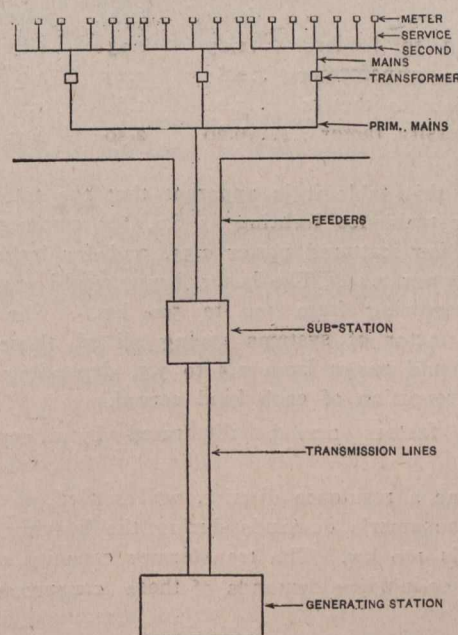 METER
SERVICE
SECOND
MAINS
TRANSFORMER
PRIM. MAINS
FEEDERS
SUB-STATION
TRANSMISSION LINES
GENERATING STATION